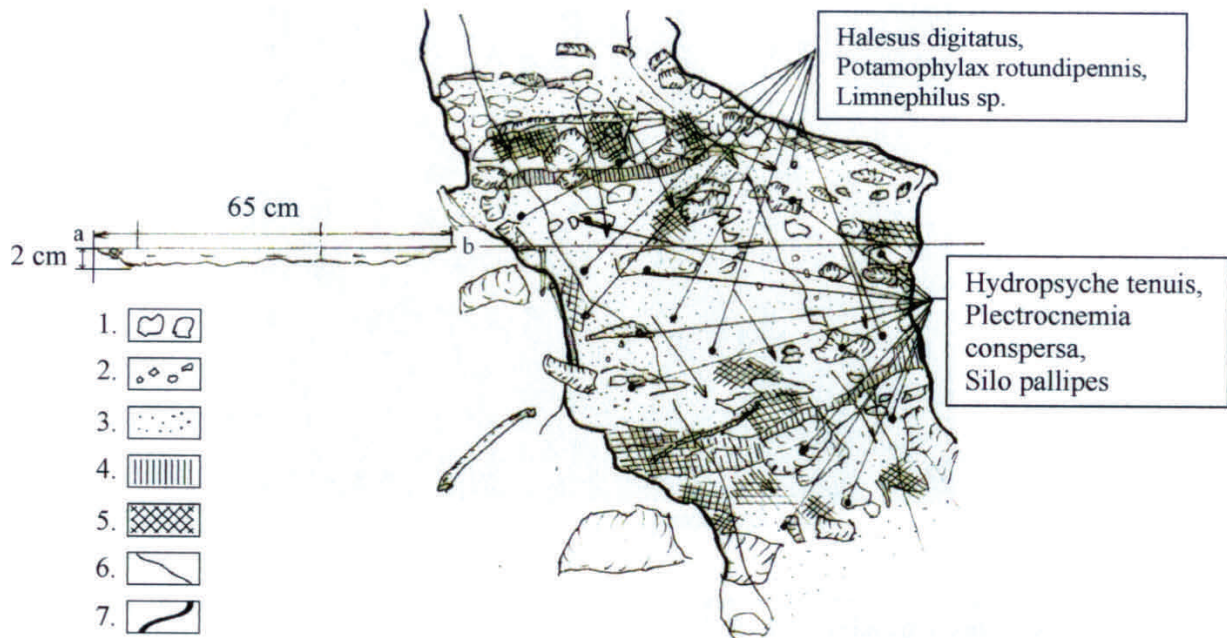 Halesus digitatus,
Potamophylax rotundipennis,
Limnephilus sp.
65 cm
a
b
2 cm
Hydropsyche tenuis,
Plectrocnemia
conspersa,
Silo pallipes
1.
2.
3.
4.
5.
6.
7.